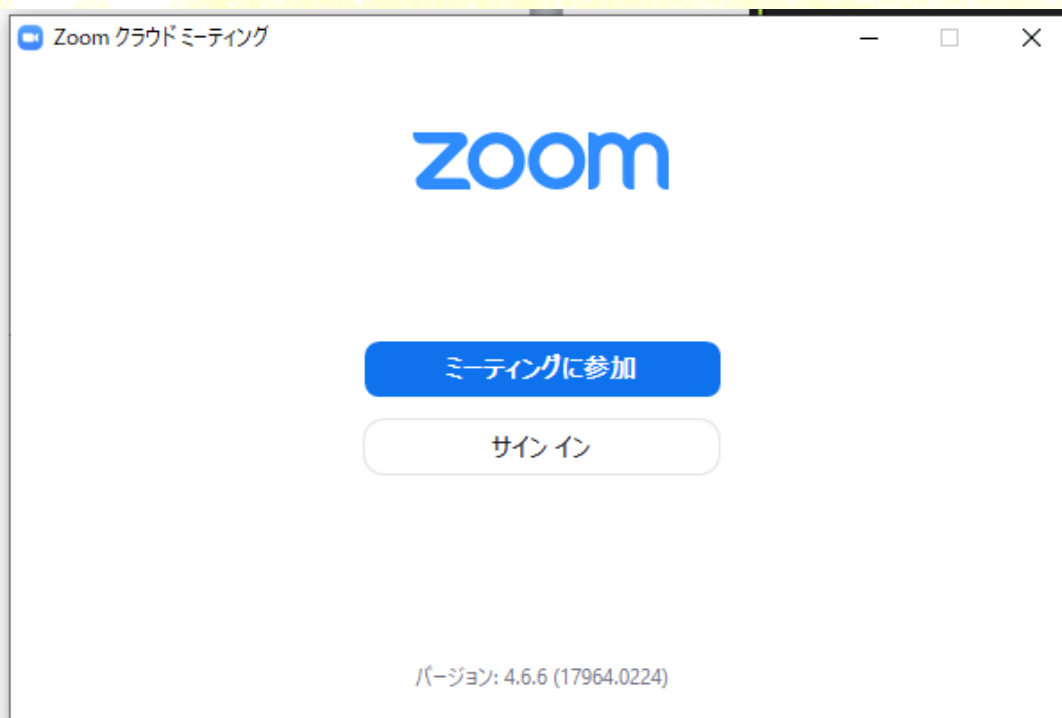 Zoom クラウド ミーティング
zoom
ミーティングに参加
サイン イン
バージョン: 4.6.6 (17964.0224)